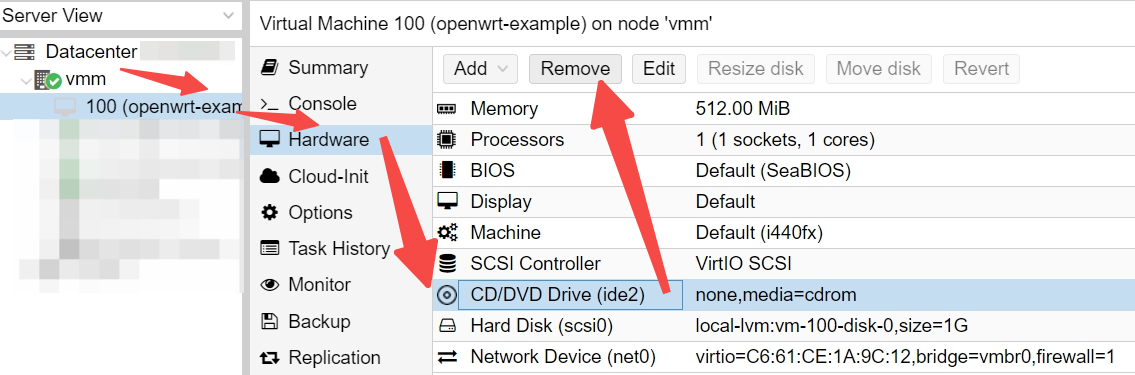 Server View
Virtual Machine 100 (openwrt-example) on node 'vmm'
Datacenter
vmm
100 (openwrt-exam
Summary
Console
Hardware
Cloud-Init
Options
Task History
Monitor
Backup
Replication
Add Remove Edit Resize disk Move disk Revert
Memory 512.00 MiB
Processors 1 (1 sockets, 1 cores)
BIOS Default (SeaBIOS)
Display Default
Machine Default (i440fx)
SCSI Controller VirtIO SCSI
CD/DVD Drive (ide2) none,media=cdrom
Hard Disk (scsi0) local-lvm:vm-100-disk-0,size=1G
Network Device (net0) virtio=C6:61:CE:1A:9C:12,bridge=vmbr0,firewall=1